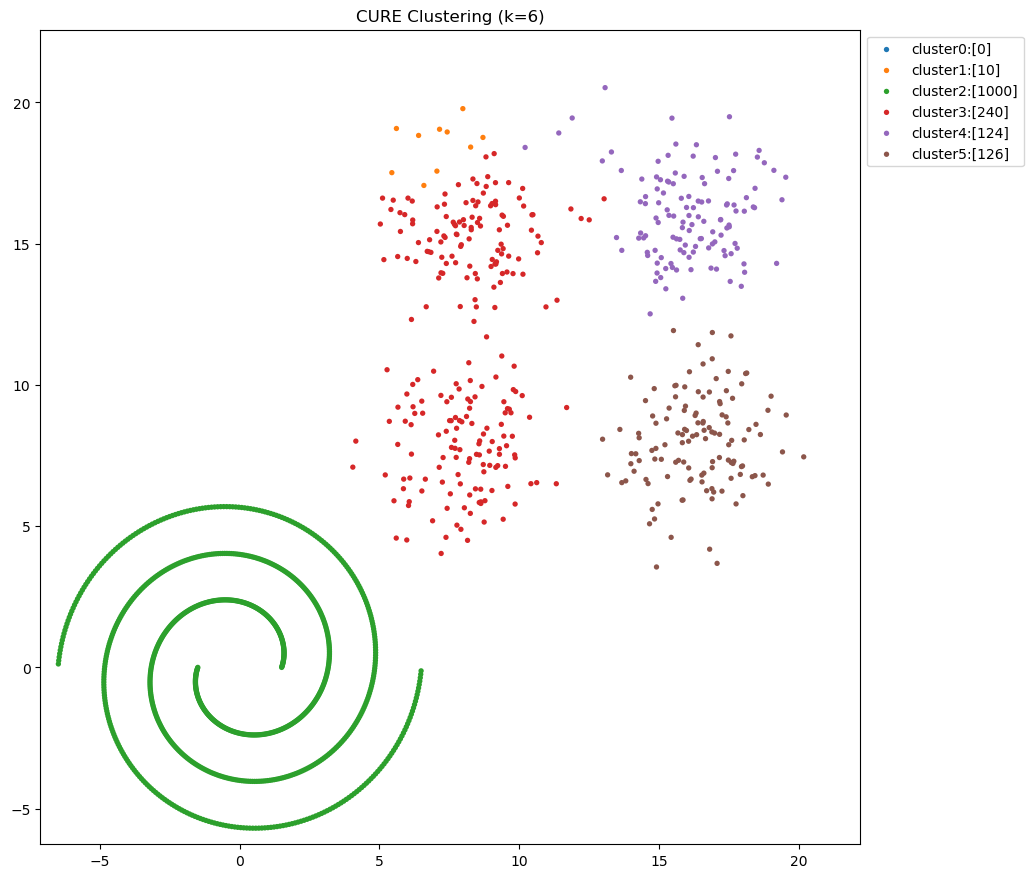 CURE Clustering (k=6)
cluster0:[0]
cluster1:[10]
cluster2:[1000]
cluster3:[240]
cluster4:[124]
cluster5:[126]
20
15
10
5
0
−5
−5
0
5
10
15
20